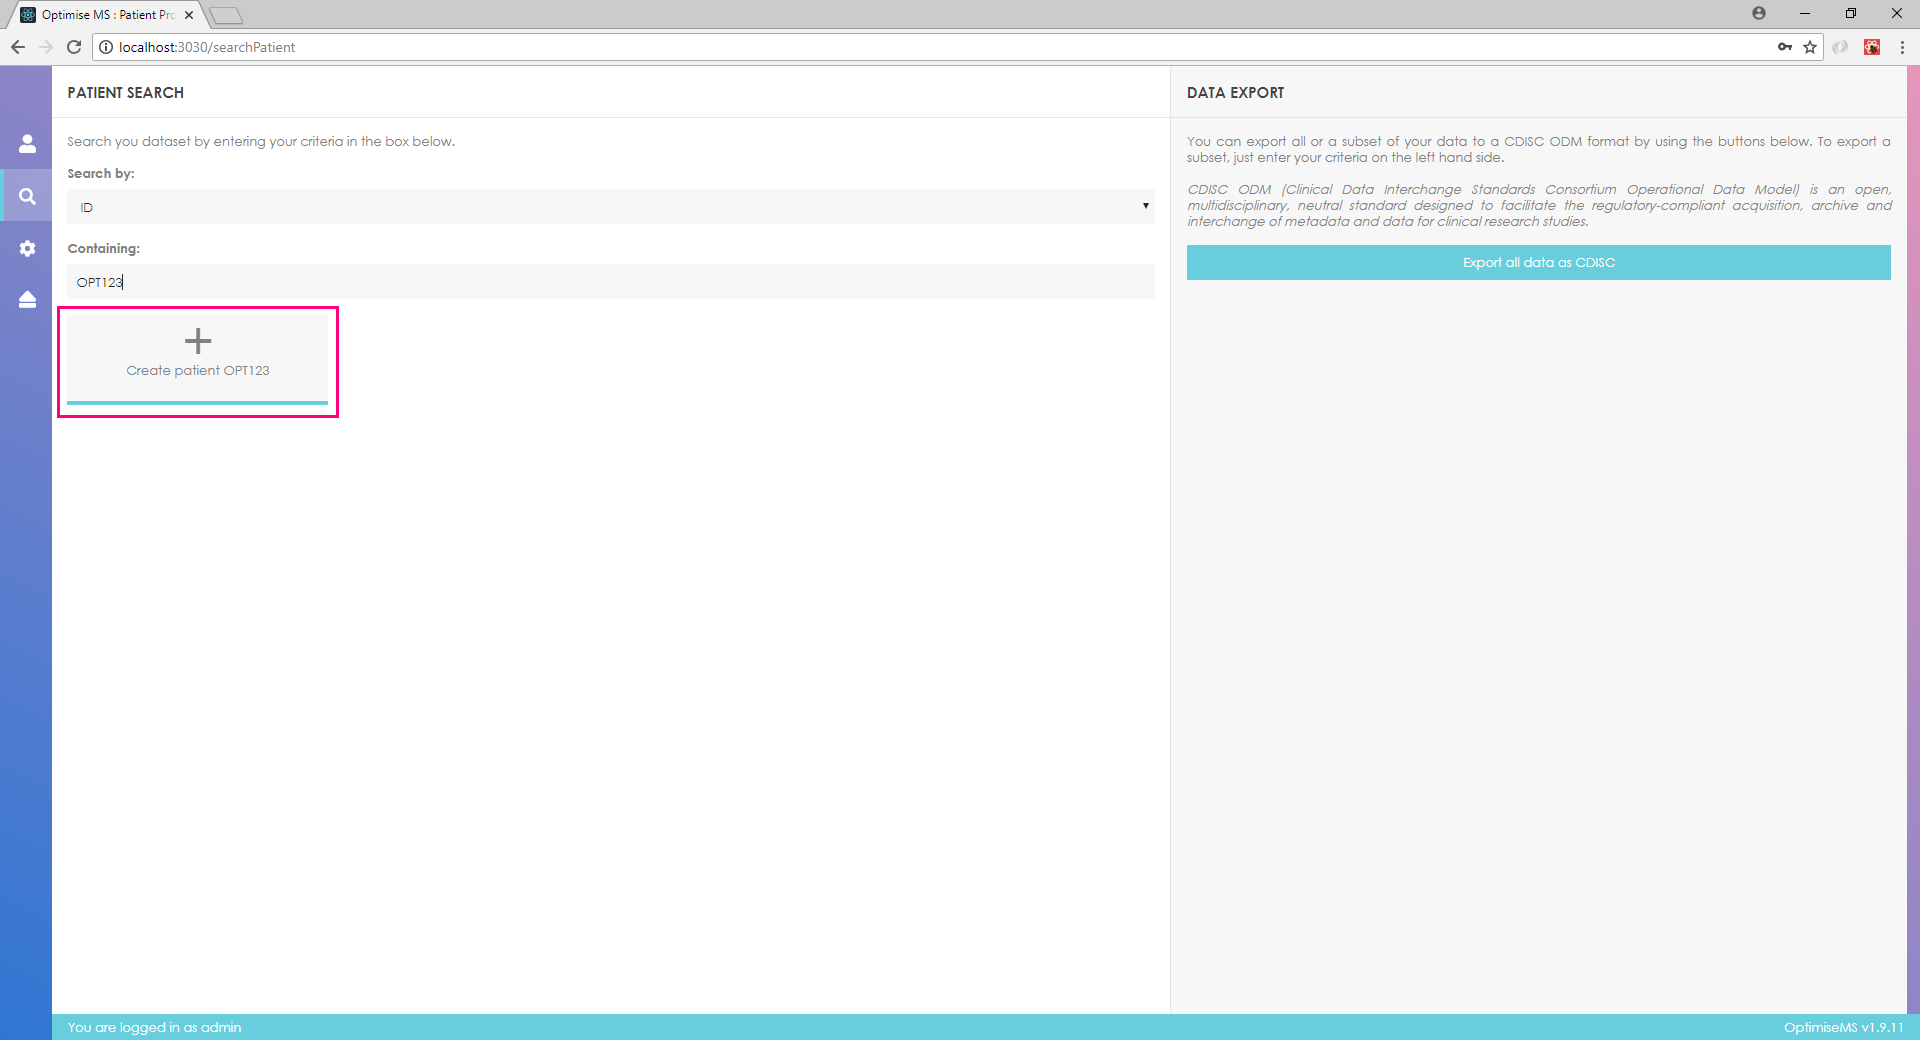 Optimise MS : Patient Pro
localhost:3030/searchPatient
PATIENT SEARCH
Search you dataset by entering your criteria in the box below.
Search by:
ID
Containing:
OPT123
Create patient OPT123
DATA EXPORT
You can export all or a subset of your data to a CDISC ODM format by using the buttons below. To export a
subset, just enter your criteria on the left hand side.
CDISC ODM (Clinical Data Interchange Standards Consortium Operational Data Model) is an open,
multidisciplinary, neutral standard designed to facilitate the regulatory-compliant acquisition, archive and
interchange of metadata and data for clinical research studies.
Export all data as CDISC
You are logged in as admin
OptimiseMS v1.9.11